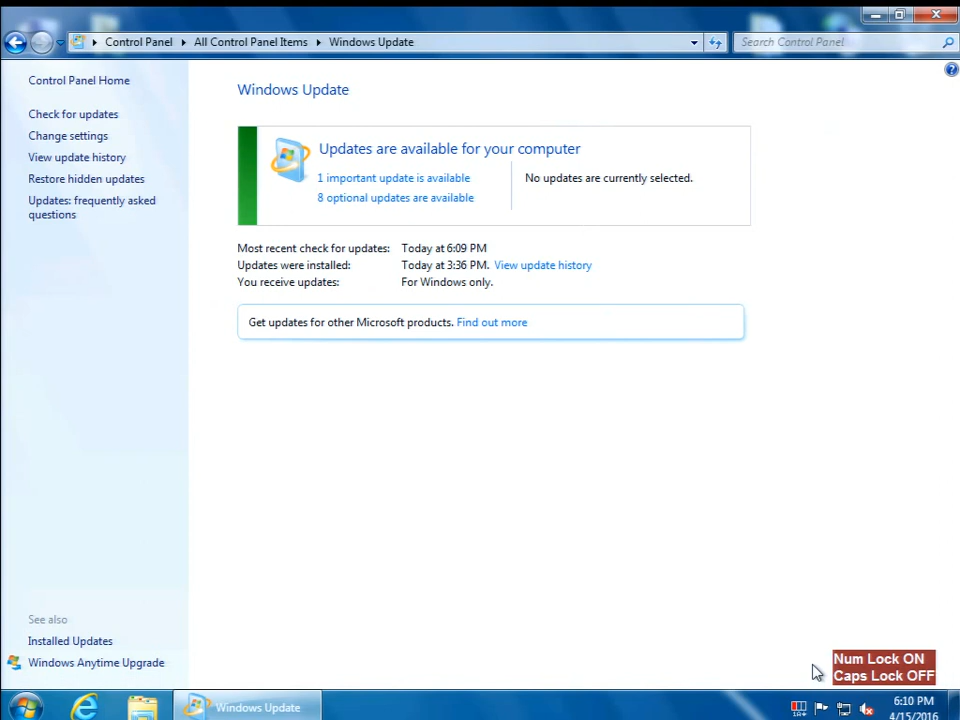 Control Panel
All Control Panel Items
Windows Update
Search Control Panel
Control Panel Home
Check for updates
Change settings
View update history
Restore hidden updates
Updates: frequently asked
questions
Windows Update
Updates are available for your computer
1 important update is available
8 optional updates are available
No updates are currently selected.
Most recent check for updates: Today at 6:09 PM
Updates were installed: Today at 3:36 PM. View update history
You receive updates: For Windows only.
Get updates for other Microsoft products. Find out more
See also
Installed Updates
Windows Anytime Upgrade
Num Lock ON
Caps Lock OFF
Windows Update
6:10 PM
4/15/2016